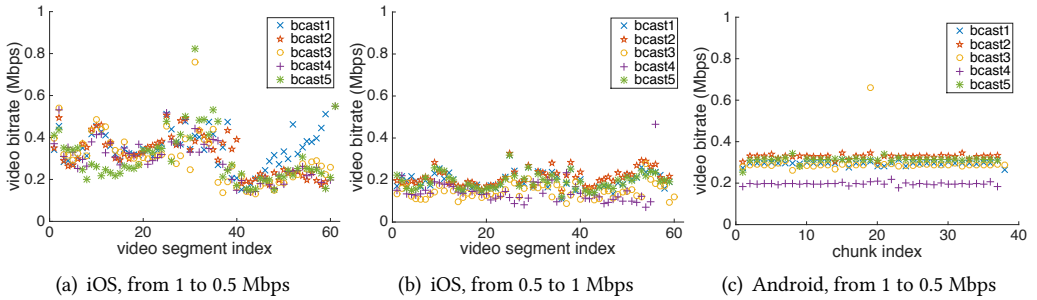 bcast1
bcast2
bcast3
bcast4
bcast5
1
0.8
0.6
0.4
0.2
0
video bitrate (Mbps)
0 20 40 60
video segment index
(a) iOS, from 1 to 0.5 Mbps
bcast1
bcast2
bcast3
bcast4
bcast5
1
0.8
0.6
0.4
0.2
0
video bitrate (Mbps)
0 20 40 60
video segment index
(b) iOS, from 0.5 to 1 Mbps
bcast1
bcast2
bcast3
bcast4
bcast5
1
0.8
0.6
0.4
0.2
0
video bitrate (Mbps)
0 10 20 30 40
chunk index
(c) Android, from 1 to 0.5 Mbps